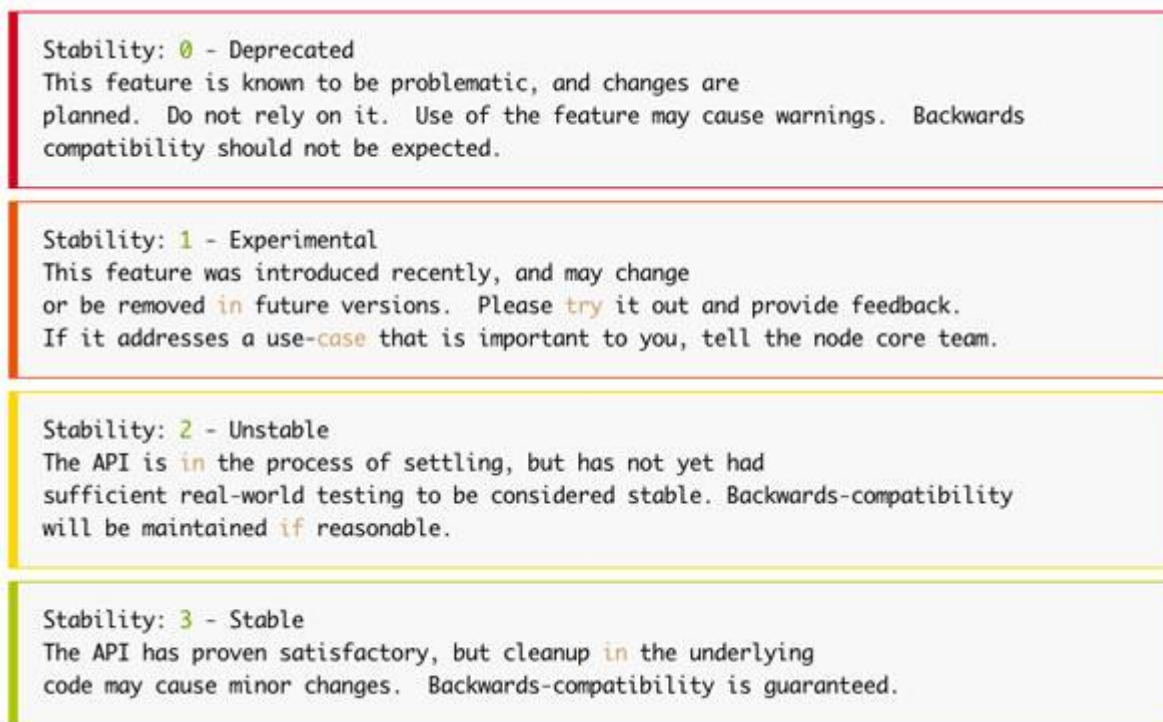 Stability: 0 - Deprecated
This feature is known to be problematic, and changes are
planned.  Do not rely on it.  Use of the feature may cause warnings.  Backwards
compatibility should not be expected.
Stability: 1 - Experimental
This feature was introduced recently, and may change
or be removed in future versions.  Please try it out and provide feedback.
If it addresses a use-case that is important to you, tell the node core team.
Stability: 2 - Unstable
The API is in the process of settling, but has not yet had
sufficient real-world testing to be considered stable. Backwards-compatibility
will be maintained if reasonable.
Stability: 3 - Stable
The API has proven satisfactory, but cleanup in the underlying
code may cause minor changes.  Backwards-compatibility is guaranteed.